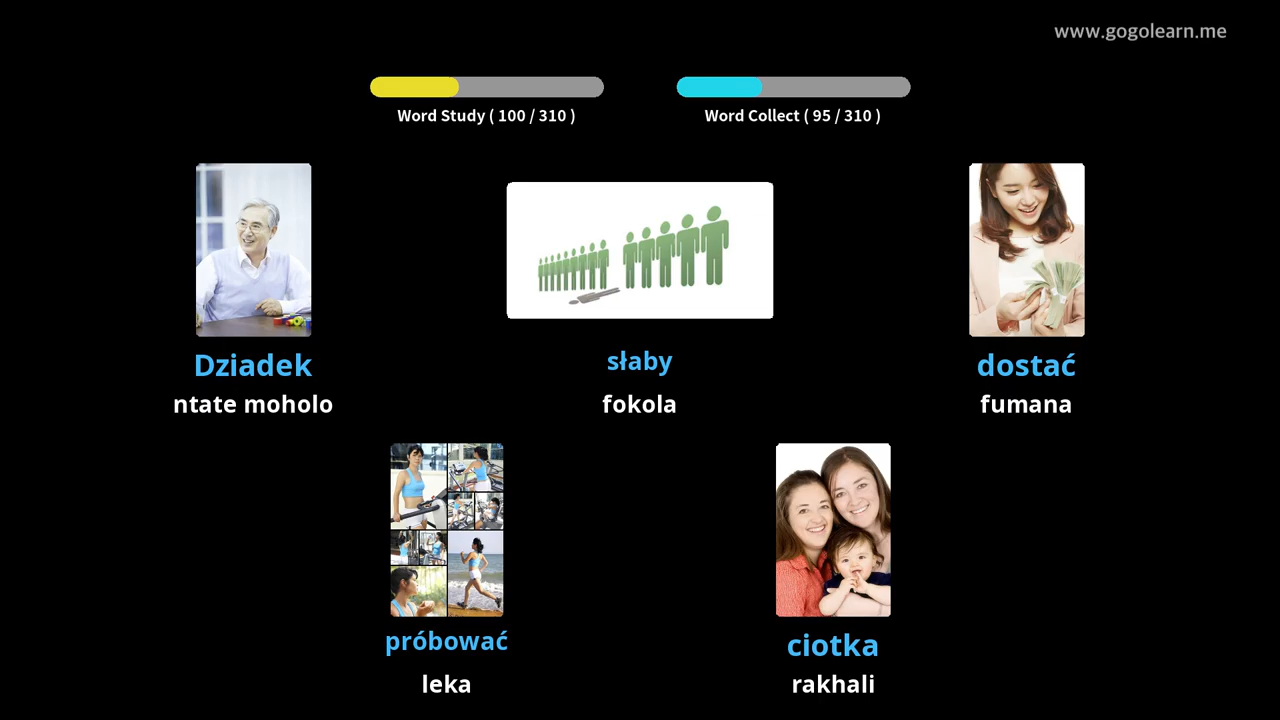 www.gogolearn.me
Word Study ( 100 / 310 )
Word Collect ( 95 / 310 )
Dziadek
ntate moholo
słaby
fokola
dostać
fumana
próbować
leka
ciotka
rakhali